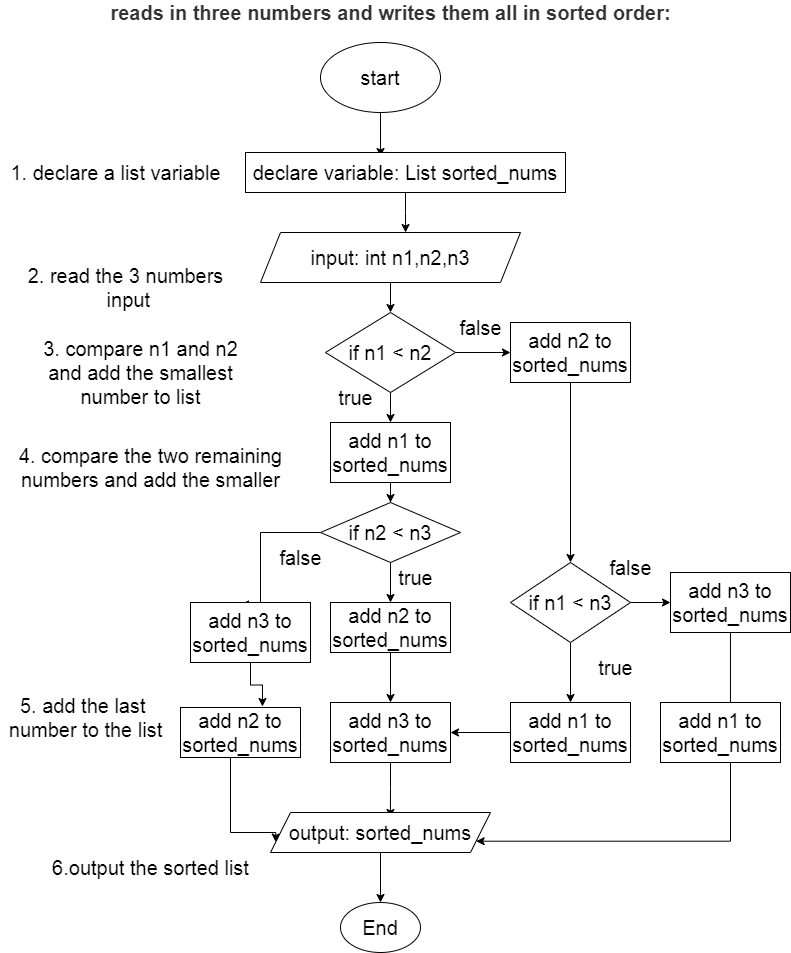 reads in three numbers and writes them all in sorted order:
start
1. declare a list variable
declare variable: List sorted_nums
input: int n1,n2,n3
2. read the 3 numbers
input
3. compare n1 and n2
and add the smallest
number to list
if n1 < n2
false
add n2 to
sorted_nums
true
add n1 to
sorted_nums
4. compare the two remaining
numbers and add the smaller
if n2 < n3
false
true
if n1 < n3
false
add n3 to
sorted_nums
add n3 to
sorted_nums
add n2 to
sorted_nums
true
5. add the last
number to the list
add n2 to
sorted_nums
add n3 to
sorted_nums
add n1 to
sorted_nums
add n1 to
sorted_nums
output: sorted_nums
6.output the sorted list
End